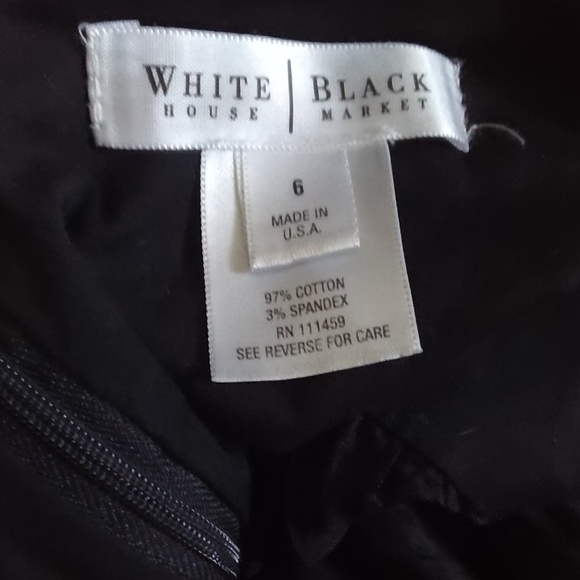 WHITE | BLACK
HOUSE MARKET
6
MADE IN
U.S.A.
97% COTTON
3% SPANDEX
RN 111459
SEE REVERSE FOR CARE